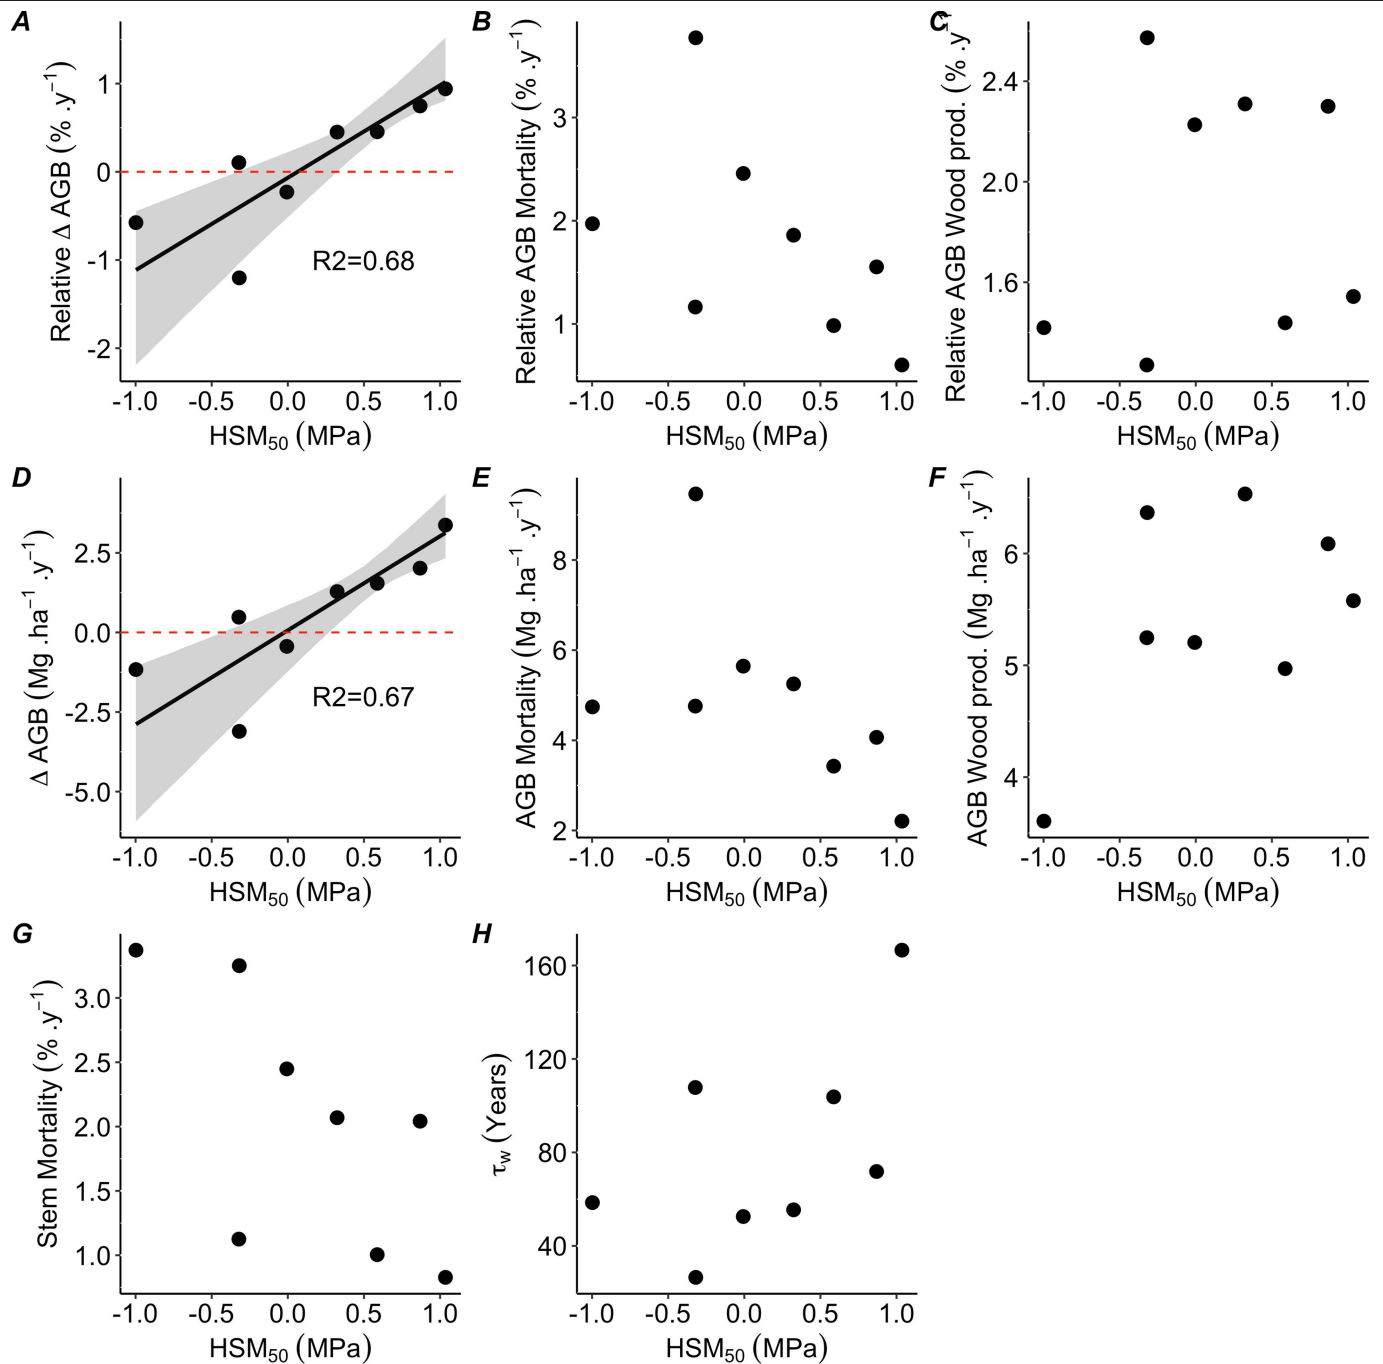 A
Relative Δ AGB (% .y−1)
1
0
-1
-2
R2=0.68
-1.0 -0.5 0.0 0.5 1.0
HSM50 (MPa)
B
Relative AGB Mortality (% .y−1)
3
2
1
-1.0 -0.5 0.0 0.5 1.0
HSM50 (MPa)
C
Relative AGB Wood prod. (% .y−1)
2.4
2.0
1.6
-1.0 -0.5 0.0 0.5 1.0
HSM50 (MPa)
D
Δ AGB (Mg .ha−1 .y−1)
2.5
0.0
-2.5
-5.0
R2=0.67
-1.0 -0.5 0.0 0.5 1.0
HSM50 (MPa)
E
AGB Mortality (Mg .ha−1 .y−1)
8
6
4
2
-1.0 -0.5 0.0 0.5 1.0
HSM50 (MPa)
F
AGB Wood prod. (Mg .ha−1 .y−1)
6
5
4
-1.0 -0.5 0.0 0.5 1.0
HSM50 (MPa)
G
Stem Mortality (% .y−1)
3.0
2.5
2.0
1.5
1.0
-1.0 -0.5 0.0 0.5 1.0
HSM50 (MPa)
H
τw (Years)
160
120
80
40
-1.0 -0.5 0.0 0.5 1.0
HSM50 (MPa)